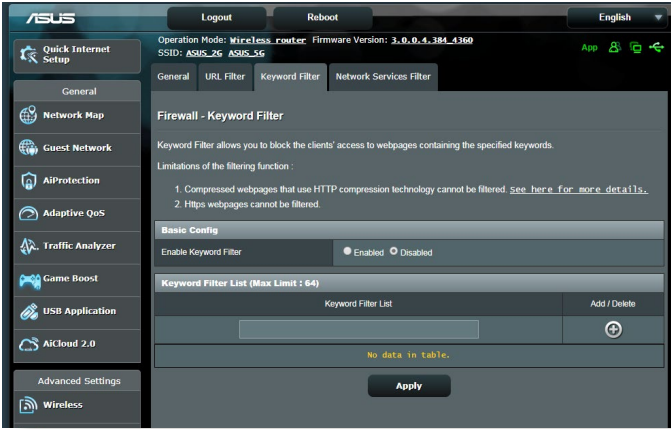 ASUS
Logout
Reboot
English
Quick Internet Setup
Operation Mode: Wireless router Firmware Version: 3.0.0.4.384_4360
SSID: ASUS_2G ASUS_5G
App
General
URL Filter
Keyword Filter
Network Services Filter
General
Network Map
Guest Network
AiProtection
Adaptive QoS
Traffic Analyzer
Game Boost
USB Application
AiCloud 2.0
Advanced Settings
Wireless
Firewall - Keyword Filter
Keyword Filter allows you to block the clients' access to webpages containing the specified keywords.
Limitations of the filtering function :
1. Compressed webpages that use HTTP compression technology cannot be filtered. See here for more details.
2. Https webpages cannot be filtered.
Basic Config
Enable Keyword Filter
Enabled Disabled
Keyword Filter List (Max Limit : 64)
Keyword Filter List
Add / Delete
No data in table.
Apply